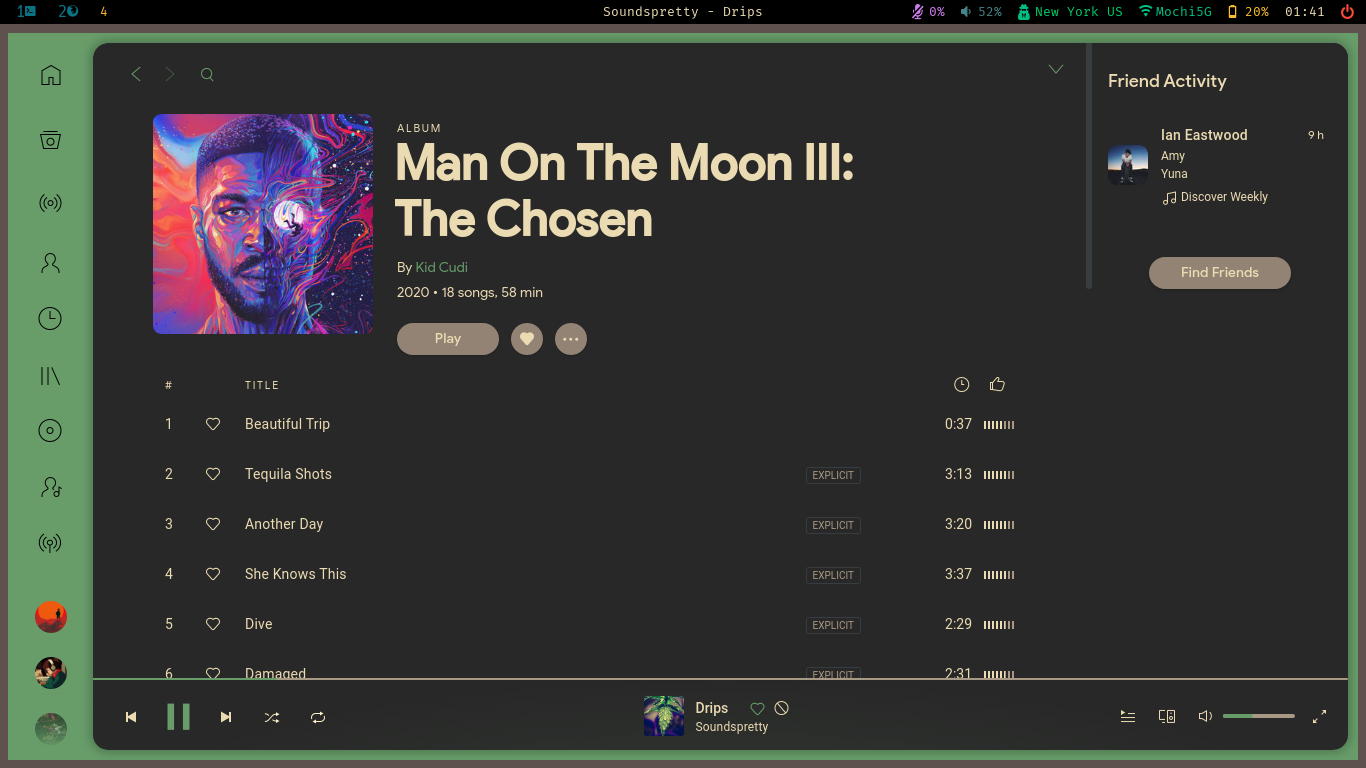 1 2 4 Soundspretty - Drips 0% 52% New York US Mochi5G 20% 01:41
Friend Activity
Ian Eastwood 9 h
Amy
Yuna
Discover Weekly
Find Friends
ALBUM
Man On The Moon III:
The Chosen
By Kid Cudi
2020 • 18 songs, 58 min
Play
# TITLE
1 Beautiful Trip 0:37
2 Tequila Shots EXPLICIT 3:13
3 Another Day EXPLICIT 3:20
4 She Knows This EXPLICIT 3:37
5 Dive EXPLICIT 2:29
6 Damaged EXPLICIT 2:31
Drips
Soundspretty